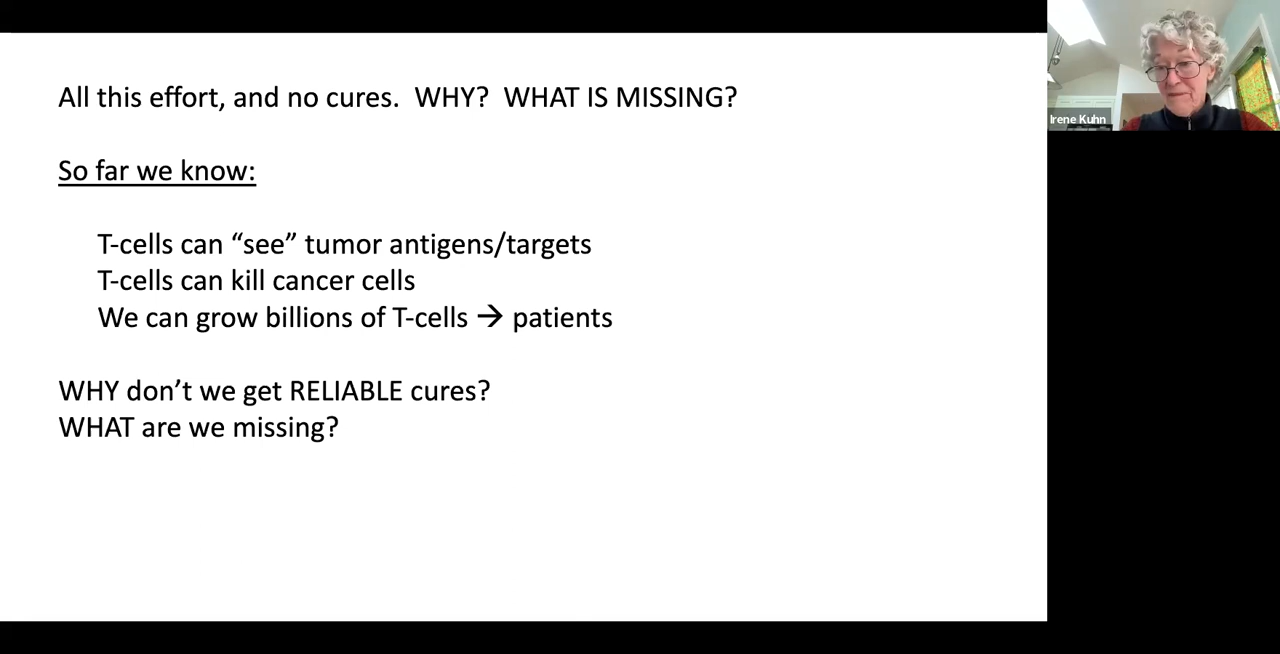 All this effort, and no cures.  WHY?  WHAT IS MISSING?
So far we know:
T-cells can “see” tumor antigens/targets
T-cells can kill cancer cells
We can grow billions of T-cells → patients
WHY don’t we get RELIABLE cures?
WHAT are we missing?
Irene Kuhn